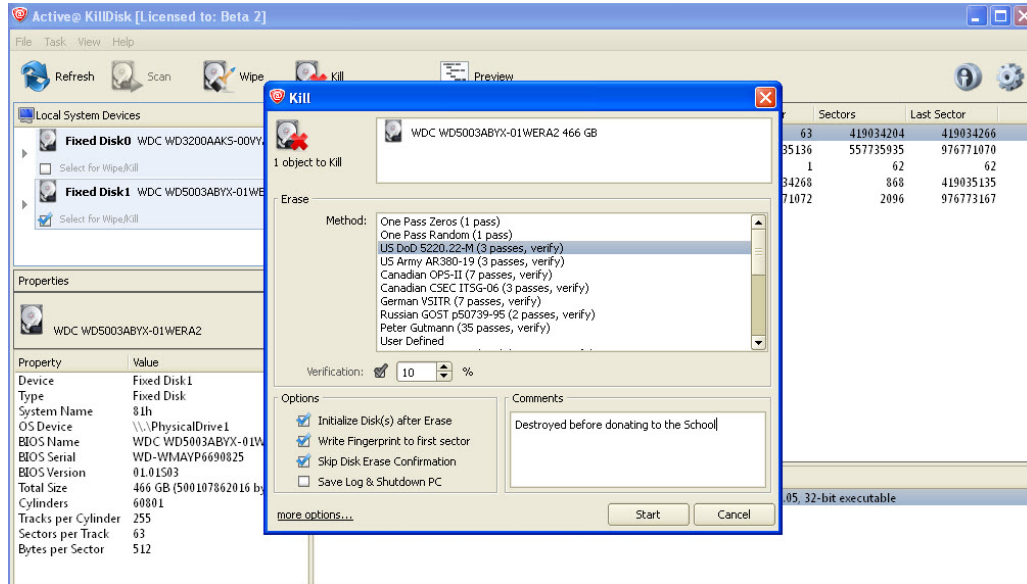 Active@ KillDisk [Licensed to: Beta 2]
File Task View Help
Refresh Scan Wipe Kill Preview
Local System Devices
Fixed Disk0 WDC WD3200AAKS-00VY
Select for Wipe/Kill
Fixed Disk1 WDC WD5003ABYX-01WE
Select for Wipe/Kill
Properties
WDC WD5003ABYX-01WERA2
Property Value
Device Fixed Disk1
Type Fixed Disk
System Name 81h
OS Device \\.\PhysicalDrive1
BIOS Name WDC WD5003ABYX-01W
BIOS Serial WD-WMAYP6690825
BIOS Version 01.01S03
Total Size 466 GB (500107862016 by
Cylinders 60801
Tracks per Cylinder 255
Sectors per Track 63
Bytes per Sector 512
Kill
1 object to Kill
WDC WD5003ABYX-01WERA2 466 GB
Erase
Method:
One Pass Zeros (1 pass)
One Pass Random (1 pass)
US DoD 5220.22-M (3 passes, verify)
US Army AR380-19 (3 passes, verify)
Canadian OPS-II (7 passes, verify)
Canadian CSEC ITSG-06 (3 passes, verify)
German VSITR (7 passes, verify)
Russian GOST p50739-95 (2 passes, verify)
Peter Gutmann (35 passes, verify)
User Defined
Verification: 10 %
Options
Initialize Disk(s) after Erase
Write Fingerprint to first sector
Skip Disk Erase Confirmation
Save Log & Shutdown PC
Comments
Destroyed before donating to the School
more options...
Start Cancel
r Sectors Last Sector
63 419034204 419034266
35136 557735935 976771070
1 62 62
34268 868 419035135
71072 2096 976773167
.05, 32-bit executable